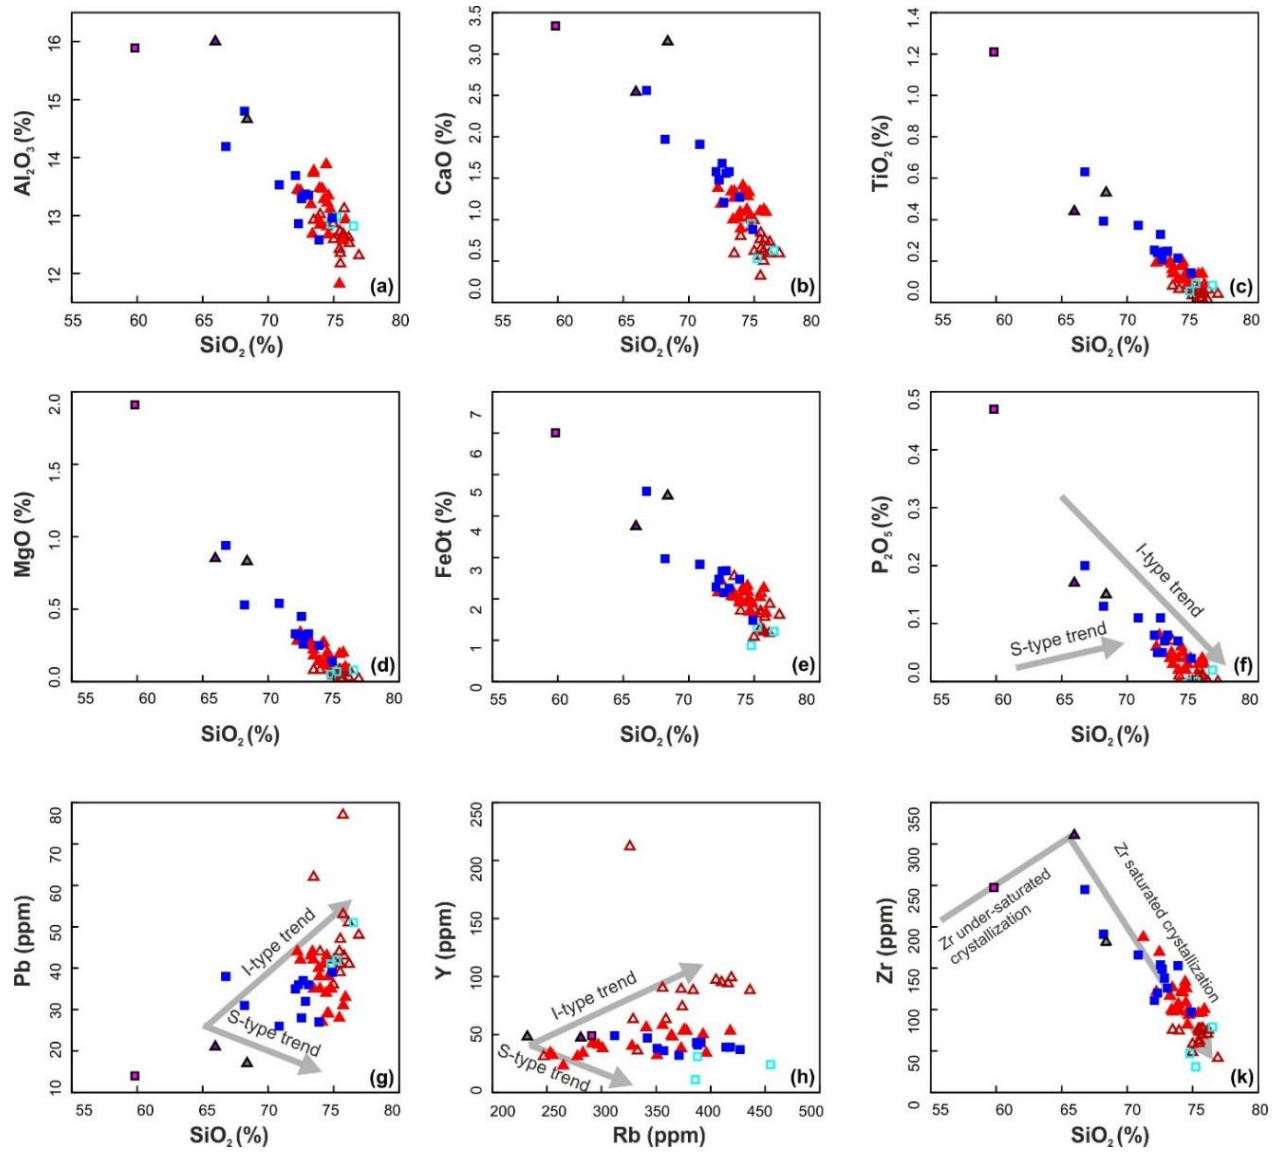 Al₂O₃ (%)
16
15
14
13
12
(a)
55 60 65 70 75 80
SiO₂ (%)
CaO (%)
3.5
3.0
2.5
2.0
1.5
1.0
0.5
0.0
(b)
55 60 65 70 75 80
SiO₂ (%)
TiO₂ (%)
1.4
1.2
1.0
0.8
0.6
0.4
0.2
0.0
(c)
55 60 65 70 75 80
SiO₂ (%)
MgO (%)
2.0
1.5
1.0
0.5
0.0
(d)
55 60 65 70 75 80
SiO₂ (%)
FeOt (%)
7
6
5
4
3
2
1
0
(e)
55 60 65 70 75 80
SiO₂ (%)
P₂O₅ (%)
0.5
0.4
0.3
0.2
0.1
0.0
I-type trend
S-type trend
(f)
55 60 65 70 75 80
SiO₂ (%)
Pb (ppm)
80
70
60
50
40
30
20
10
I-type trend
S-type trend
(g)
55 60 65 70 75 80
SiO₂ (%)
Y (ppm)
250
200
150
100
50
0
I-type trend
S-type trend
(h)
200 250 300 350 400 450 500
Rb (ppm)
Zr (ppm)
350
300
250
200
150
100
50
0
Zr under-saturated
crystallization
Zr saturated crystallization
(k)
55 60 65 70 75 80
SiO₂ (%)